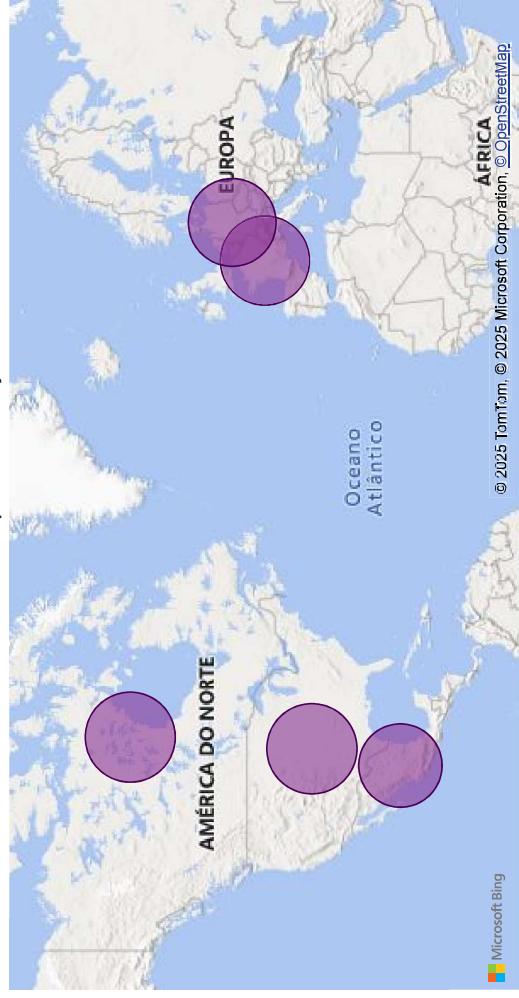 EUROPA
ÁFRICA
AMÉRICA DO NORTE
Oceano
Atlântico
Microsoft Bing
© 2025 TomTom, © 2025 Microsoft Corporation, © OpenStreetMap